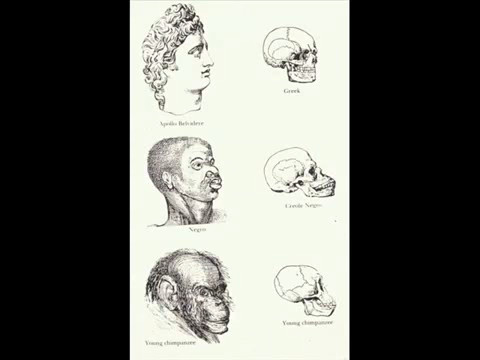 Apollo Belvidere
Greek
Negro
Creole Negro
Young chimpanzee
Young chimpanzee